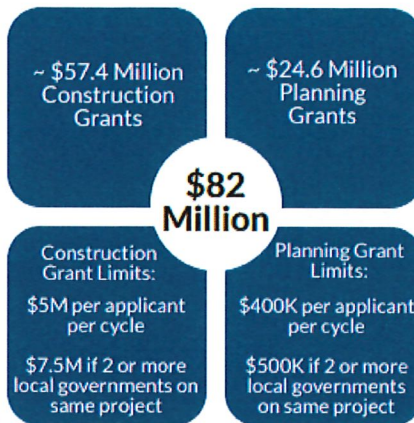 ~ $57.4 Million
Construction
Grants
~ $24.6 Million
Planning
Grants
$82
Million
Construction
Grant Limits:
$5M per applicant
per cycle
$7.5M if 2 or more
local governments on
same project
Planning Grant
Limits:
$400K per applicant
per cycle
$500K if 2 or more
local governments
on same project